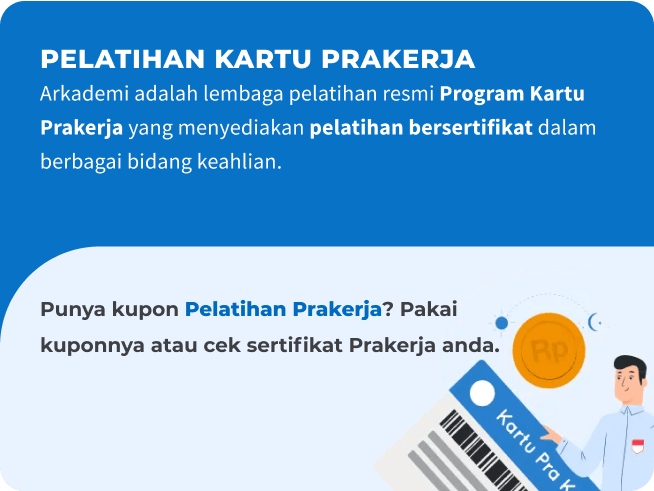 PELATIHAN KARTU PRAKERJA
Arkademi adalah lembaga pelatihan resmi Program Kartu
Prakerja yang menyediakan pelatihan bersertifikat dalam
berbagai bidang keahlian.
Punya kupon Pelatihan Prakerja? Pakai
kuponnya atau cek sertifikat Prakerja anda.
Rp
Kartu Pra K